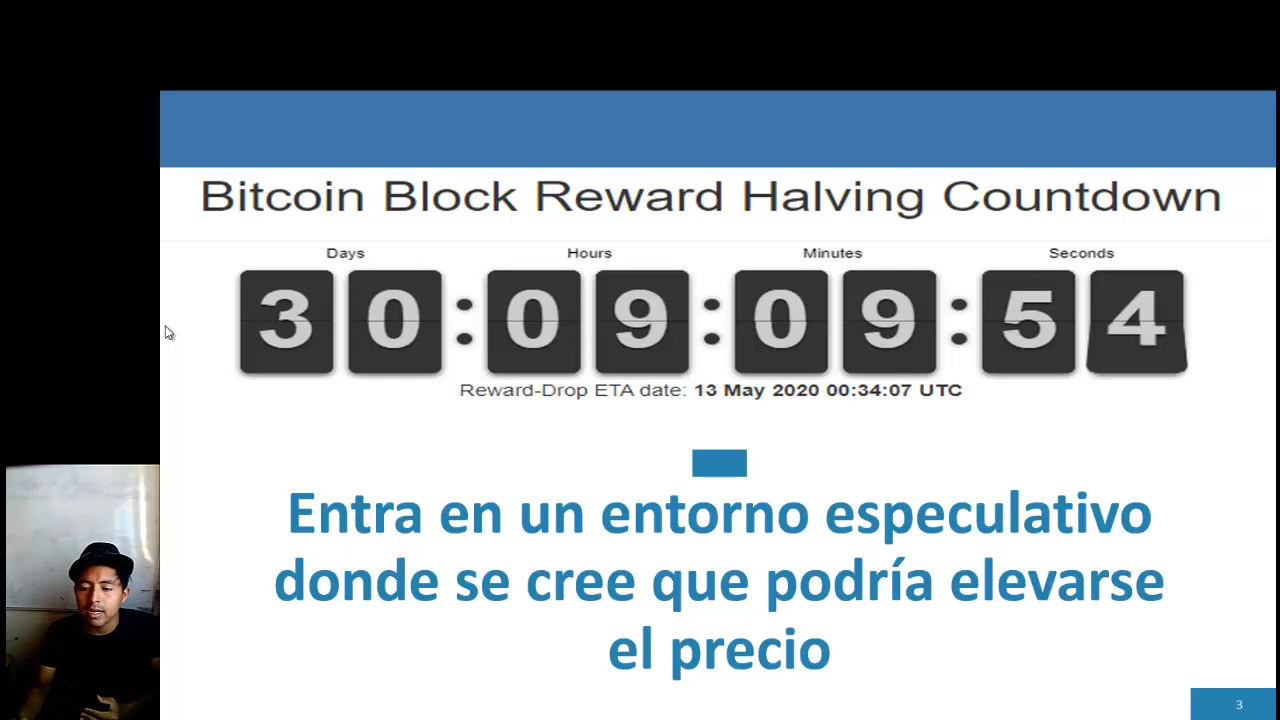 Bitcoin Block Reward Halving Countdown
Days Hours Minutes Seconds
30:09:09:54
Reward-Drop ETA date: 13 May 2020 00:34:07 UTC
Entra en un entorno especulativo
donde se cree que podría elevarse
el precio
3